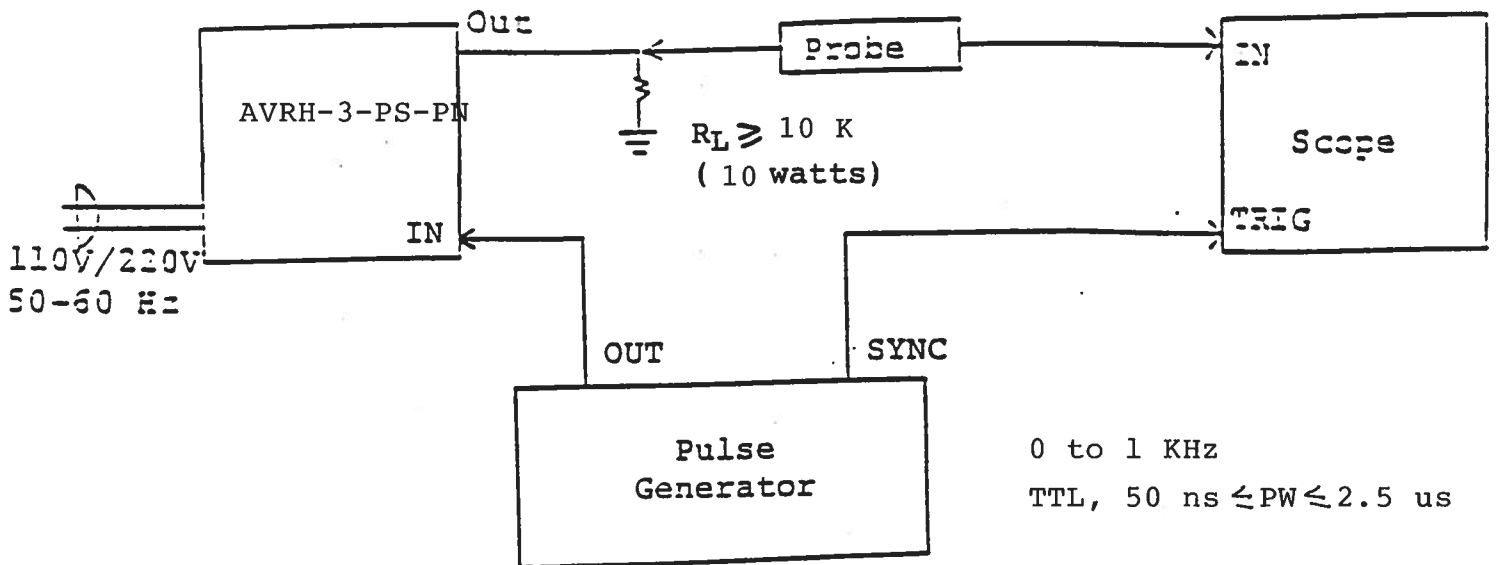 Out
AVRH-3-PS-PN
IN
110V/220V
50-60 Hz
Probe
R_L ≥ 10 K
( 10 watts)
IN
Scope
TRIG
OUT
SYNC
Pulse
Generator
0 to 1 KHz
TTL, 50 ns ≤ PW ≤ 2.5 us